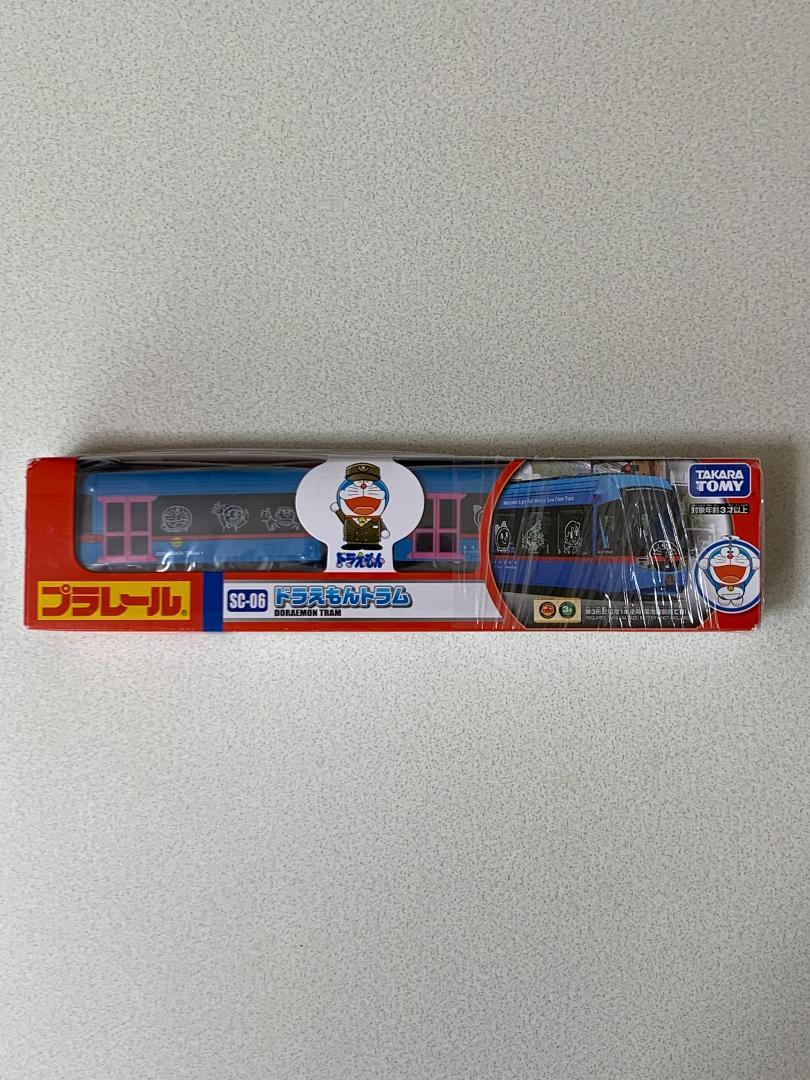 TAKARA
TOMY
対象年齢3才以上
ドラえもん
プラレール
SC-06
ドラえもんトラム
DORAEMON TRAM